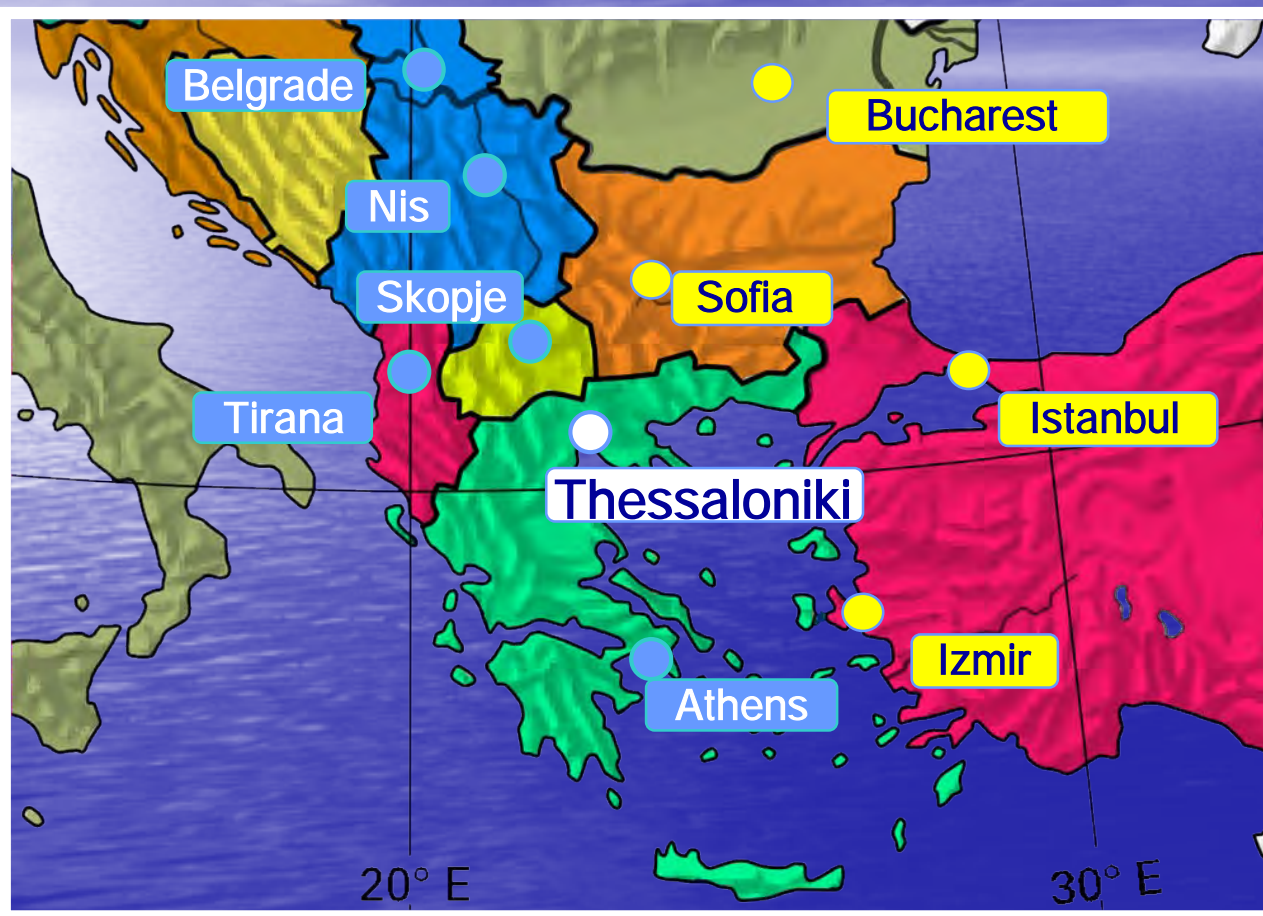 Belgrade
Bucharest
Nis
Skopje
Sofia
Tirana
Istanbul
Thessaloniki
Izmir
Athens
20° E
30° E